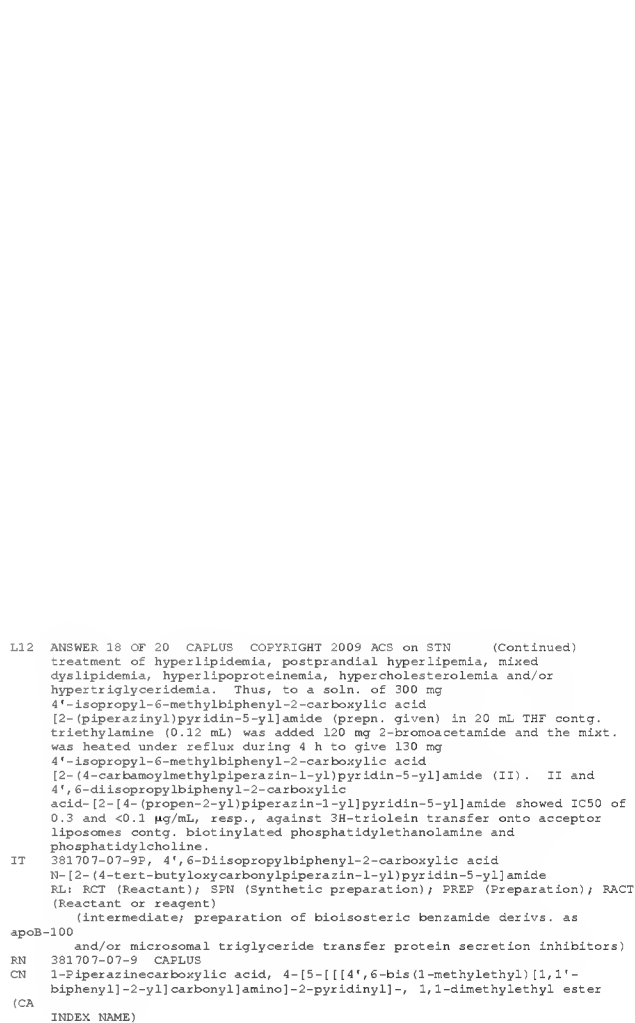 L12 ANSWER 18 OF 20 CAPLUS COPYRIGHT 2009 ACS on STN (Continued)
treatment of hyperlipidemia, postprandial hyperlipemia, mixed
dyslipidemia, hyperlipoproteinemia, hypercholesterolemia and/or
hypertriglyceridemia. Thus, to a soln. of 300 mg
4'-isopropyl-6-methylbiphenyl-2-carboxylic acid
[2-(piperazinyl)pyridin-5-yl]amide (prepn. given) in 20 mL THF contg.
triethylamine (0.12 mL) was added 120 mg 2-bromoacetamide and the mixt.
was heated under reflux during 4 h to give 130 mg
4'-isopropyl-6-methylbiphenyl-2-carboxylic acid
[2-(4-carbamoylmethylpiperazin-1-yl)pyridin-5-yl]amide (II). II and
4',6-diisopropylbiphenyl-2-carboxylic
acid-[2-[4-(propen-2-yl)piperazin-1-yl]pyridin-5-yl]amide showed IC50 of
0.3 and <0.1 μg/mL, resp., against 3H-triolein transfer onto acceptor
liposomes contg. biotinylated phosphatidylethanolamine and
phosphatidylcholine.
IT 381707-07-9P, 4',6-Diisopropylbiphenyl-2-carboxylic acid
N-[2-(4-tert-butyloxycarbonylpiperazin-1-yl)pyridin-5-yl]amide
RL: RCT (Reactant); SPN (Synthetic preparation); PREP (Preparation); RACT
(Reactant or reagent)
(intermediate; preparation of bioisosteric benzamide derivs. as
apoB-100
and/or microsomal triglyceride transfer protein secretion inhibitors)
RN 381707-07-9 CAPLUS
CN 1-Piperazinecarboxylic acid, 4-[5-[[[4',6-bis(1-methylethyl)[1,1'-
biphenyl]-2-yl]carbonyl]amino]-2-pyridinyl]-, 1,1-dimethylethyl ester
(CA
INDEX NAME)